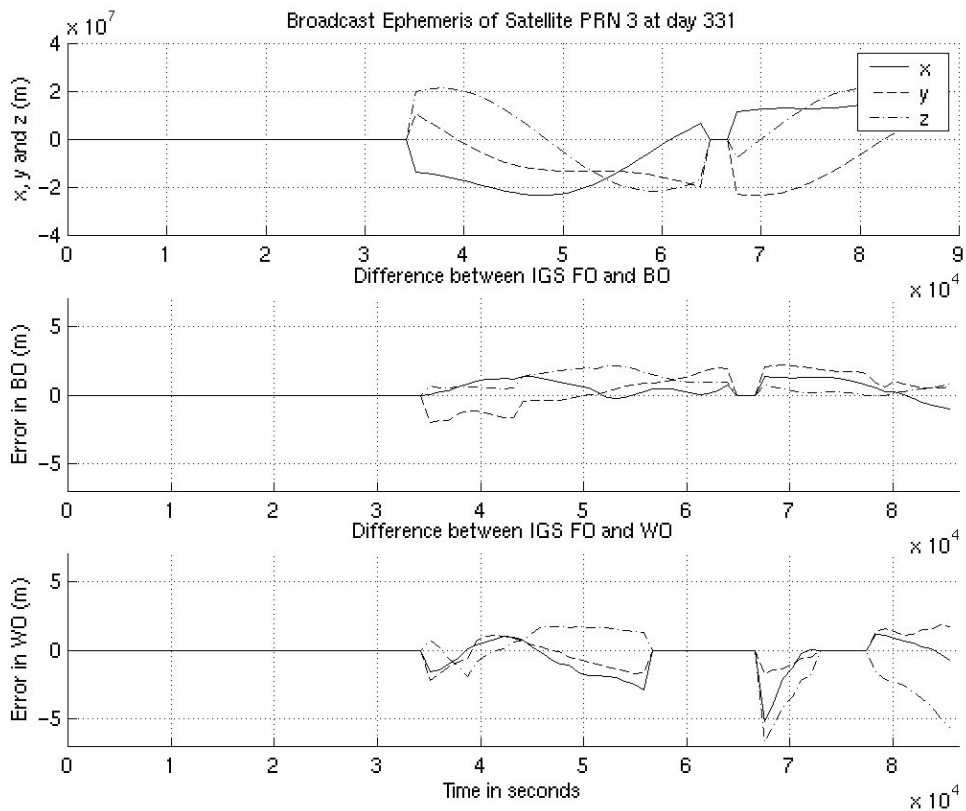 Broadcast Ephemeris of Satellite PRN 3 at day 331
x 10^7
4
2
0
−2
−4
x, y and z (m)
x
y
z
0 1 2 3 4 5 6 7 8 9
x 10^4
Difference between IGS FO and BO
5
0
−5
Error in BO (m)
0 1 2 3 4 5 6 7 8
x 10^4
Difference between IGS FO and WO
5
0
−5
Error in WO (m)
0 1 2 3 4 5 6 7 8
Time in seconds
x 10^4